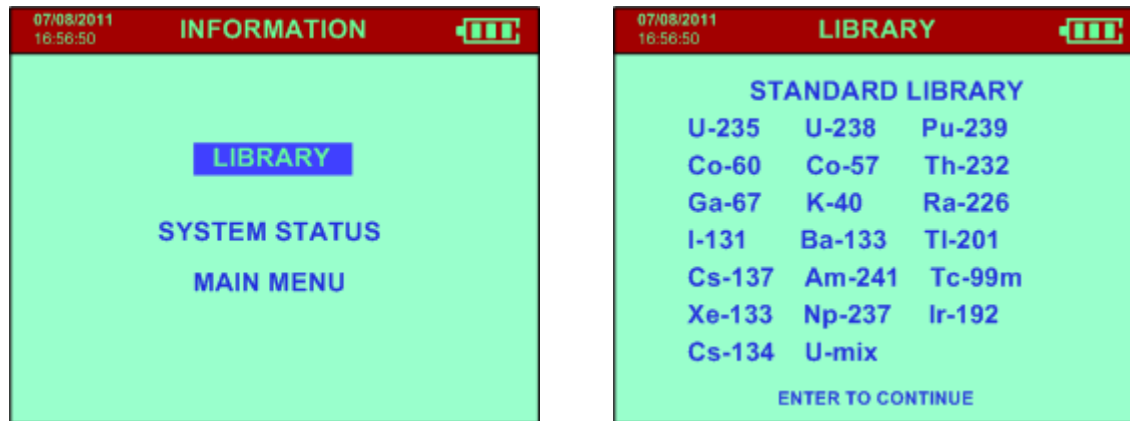 07/08/2011
16:56:50
INFORMATION
LIBRARY
SYSTEM STATUS
MAIN MENU
07/08/2011
16:56:50
LIBRARY
STANDARD LIBRARY
U-235 U-238 Pu-239
Co-60 Co-57 Th-232
Ga-67 K-40 Ra-226
I-131 Ba-133 Tl-201
Cs-137 Am-241 Tc-99m
Xe-133 Np-237 Ir-192
Cs-134 U-mix
ENTER TO CONTINUE